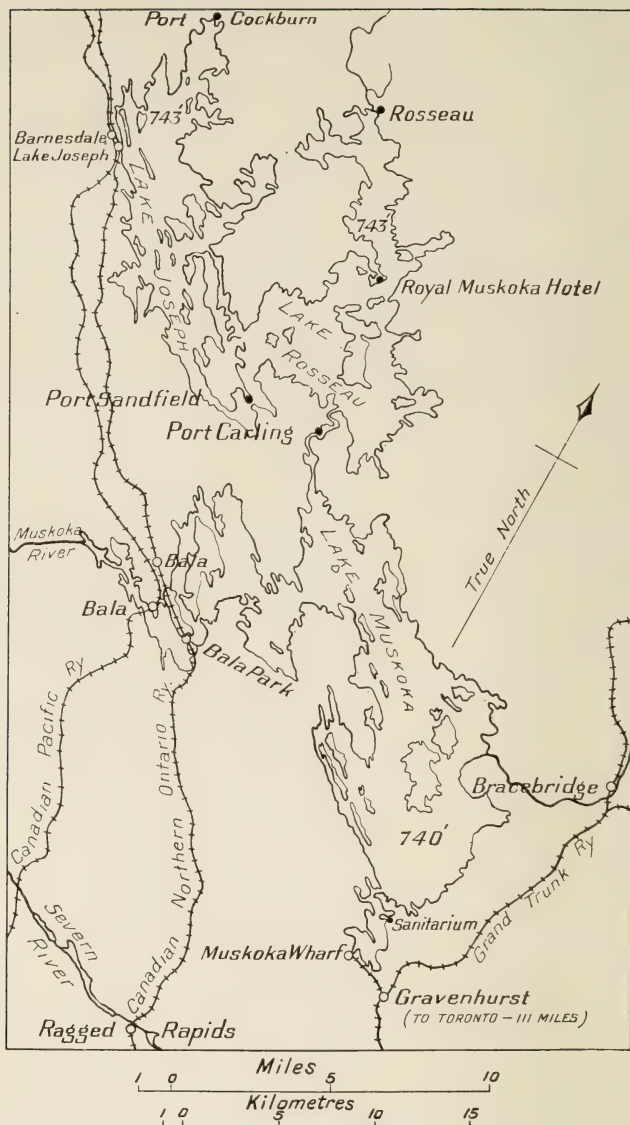 Port Cockburn
743'
Rosseau
Barnesdale
Lake Joseph
LAKE JOSEPH
743'
Royal Muskoka Hotel
LAKE ROSSEAU
Port Sandfield
Port Carling
True North
Muskoka
River
Bala
LAKE MUSKOKA
Bala
Bala Park
Canadian Pacific Ry
Canadian Northern Ontario Ry.
Bracebridge
740'
Grand Trunk Ry
Severn
River
Sanitarium
Muskoka Wharf
Gravenhurst
(TO TORONTO – 111 MILES)
Ragged Rapids
Miles
1 0 5 10
Kilometres
1 0 5 10 15